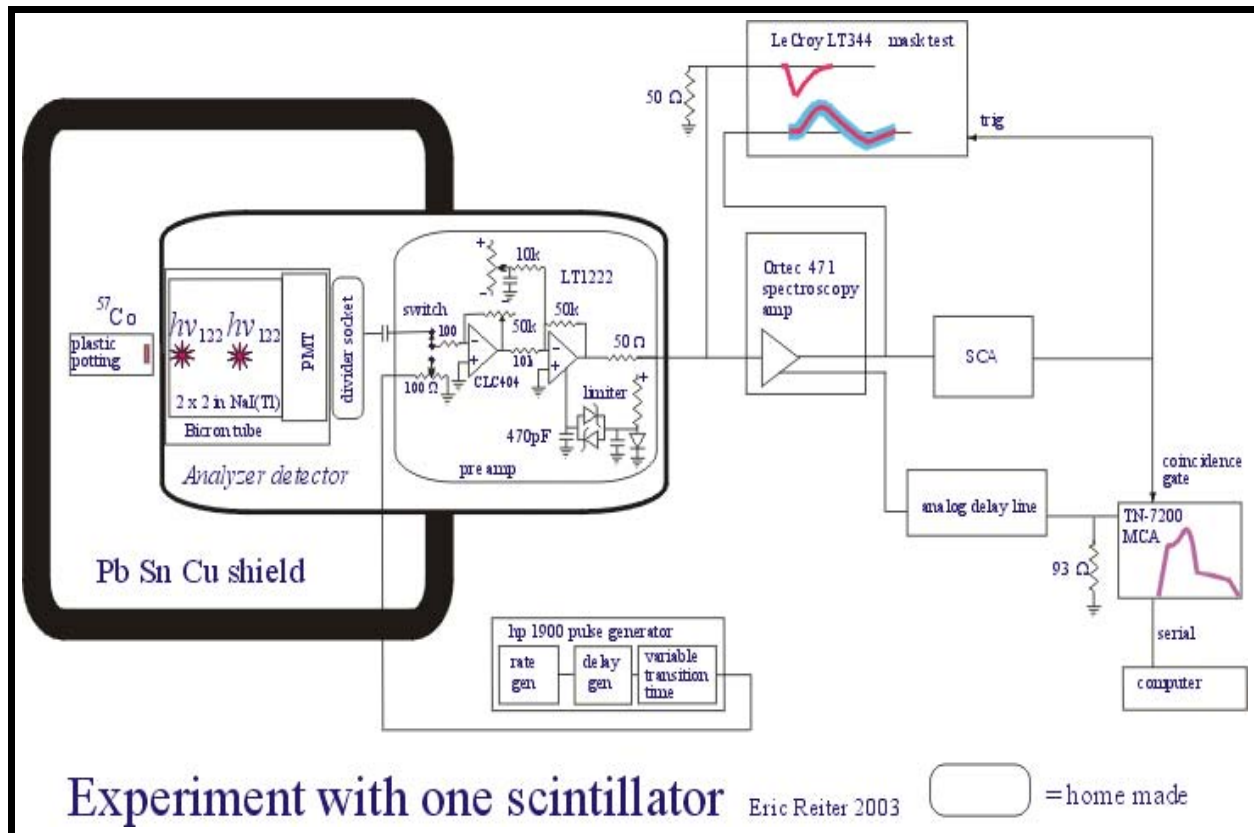 LeCroy LT344 mask test
50 Ω
trig
Ortec 471
spectroscopy
amp
SCA
coincidence
gate
analog delay line
TN-7200
MCA
93 Ω
serial
computer
57Co
plastic
potting
hν122 hν122
2 x 2 in NaI(Tl)
Bicron tube
PMT
divider socket
Analyzer detector
switch
100
100 Ω
+
-
10k
-
50k
-
+
CLC404
10k
LT1222
50k
-
+
50 Ω
+
limiter
470pF
pre amp
Pb Sn Cu shield
hp 1900 pulse generator
rate
gen
delay
gen
variable
transition
time
Experiment with one scintillator Eric Reiter 2003
=home made